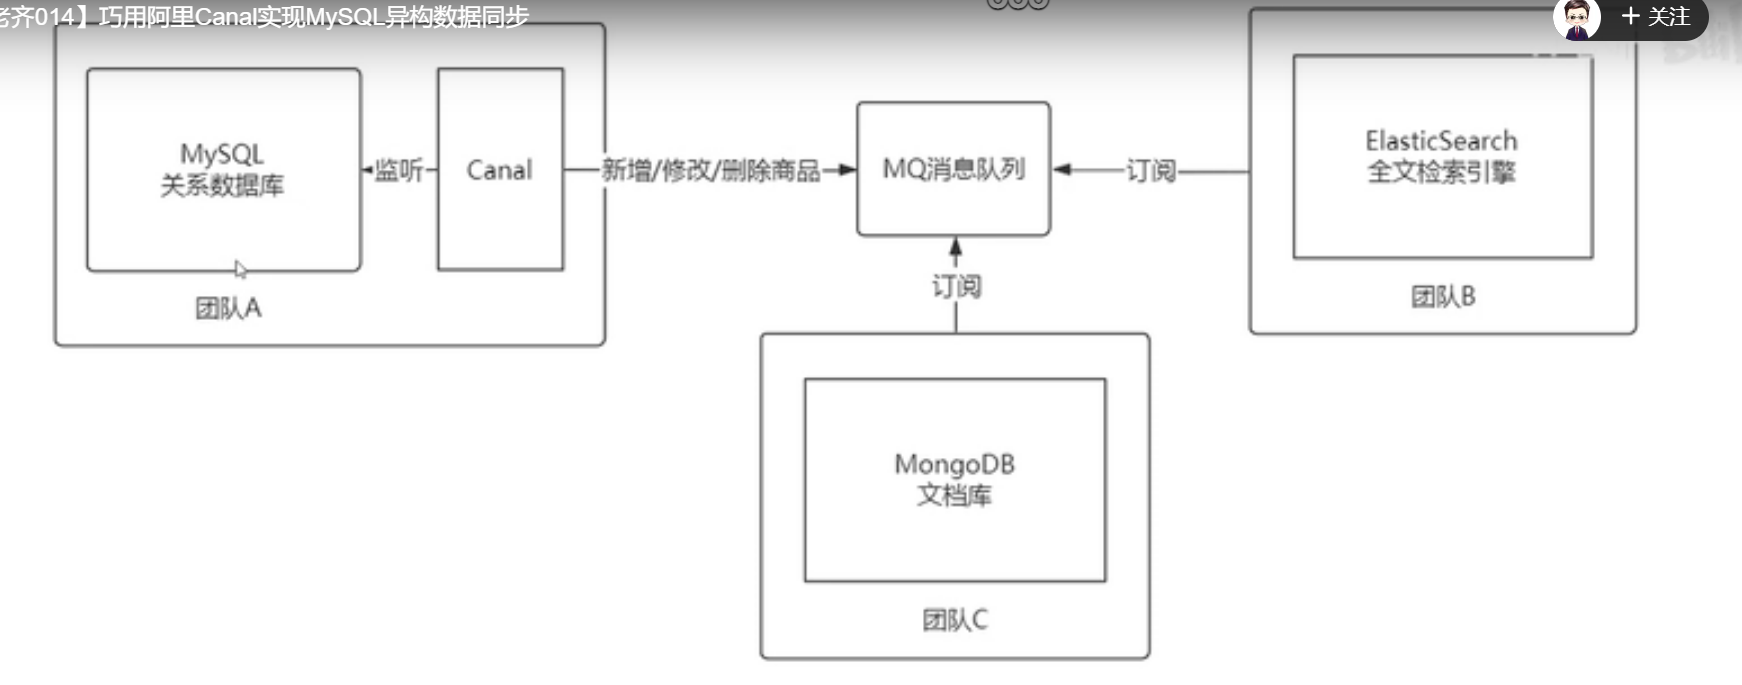 老齐014】巧用阿里Canal实现MySQL异构数据同步
关注
MySQL
关系数据库
监听
Canal
新增/修改/删除商品
MQ消息队列
订阅
ElasticSearch
全文检索引擎
团队A
订阅
团队B
MongoDB
文档库
团队C